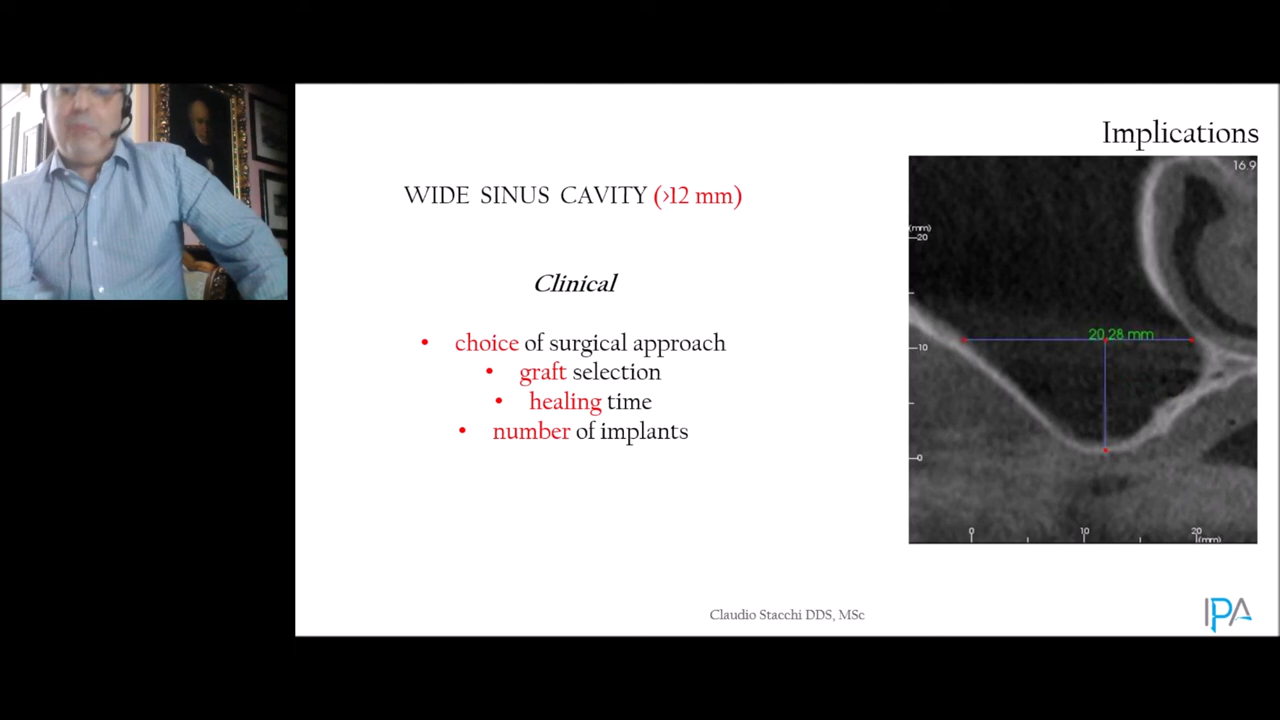 Implications
16.9
WIDE SINUS CAVITY (>12 mm)
(mm)
20
Clinical
20.28 mm
• choice of surgical approach
10
• graft selection
• healing time
• number of implants
0
0 10 20
(mm)
Claudio Stacchi DDS, MSc
IPA